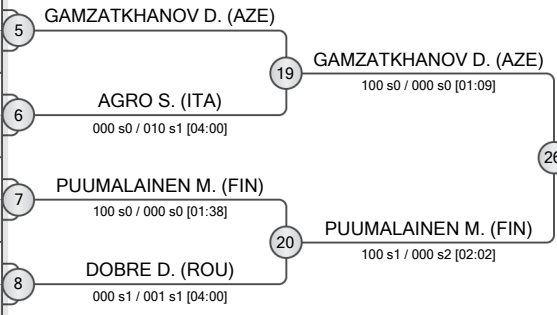 GAMZATKHANOV D. (AZE)
5
19
GAMZATKHANOV D. (AZE)
100 s0 / 000 s0 [01:09]
AGRO S. (ITA)
6
000 s0 / 010 s1 [04:00]
26
PUUMALAINEN M. (FIN)
7
100 s0 / 000 s0 [01:38]
20
PUUMALAINEN M. (FIN)
100 s1 / 000 s2 [02:02]
DOBRE D. (ROU)
8
000 s1 / 001 s1 [04:00]